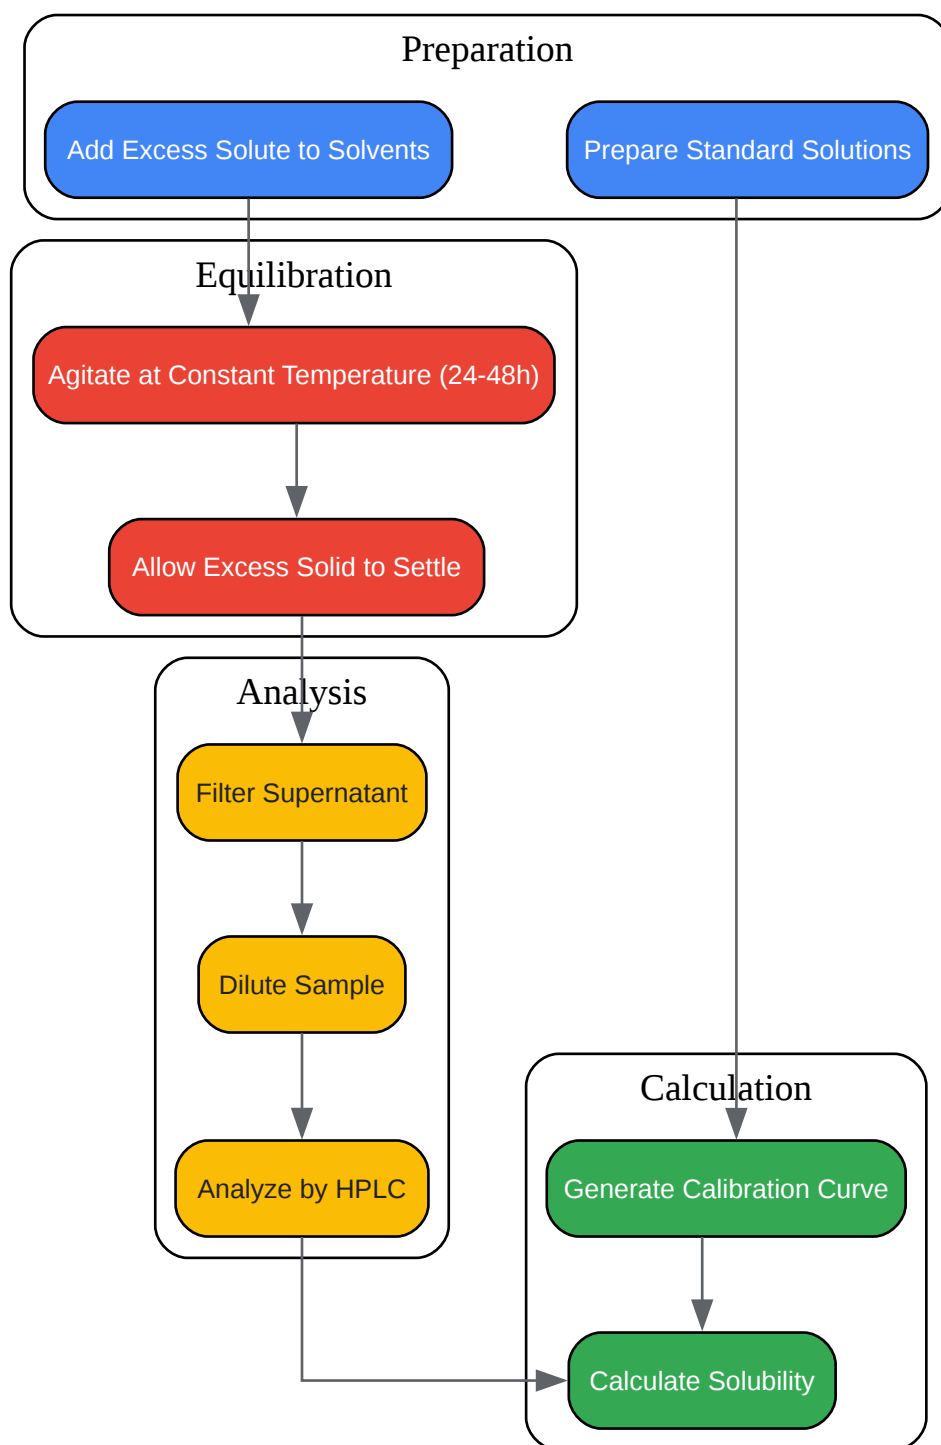 Preparation
Add Excess Solute to Solvents
Prepare Standard Solutions
Equilibration
Agitate at Constant Temperature (24-48h)
Allow Excess Solid to Settle
Analysis
Filter Supernatant
Dilute Sample
Analyze by HPLC
Calculation
Generate Calibration Curve
Calculate Solubility